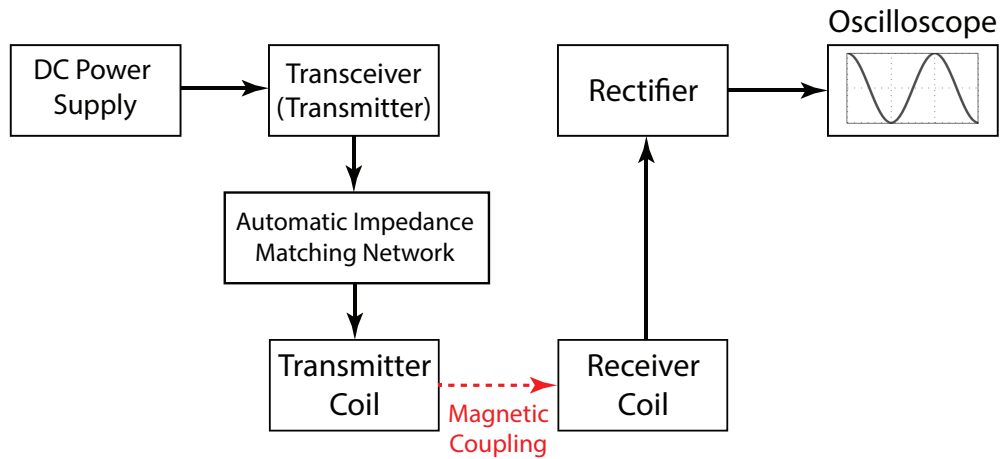 DC Power
Supply
Transceiver
(Transmitter)
Automatic Impedance
Matching Network
Transmitter
Coil
Magnetic
Coupling
Receiver
Coil
Rectifier
Oscilloscope